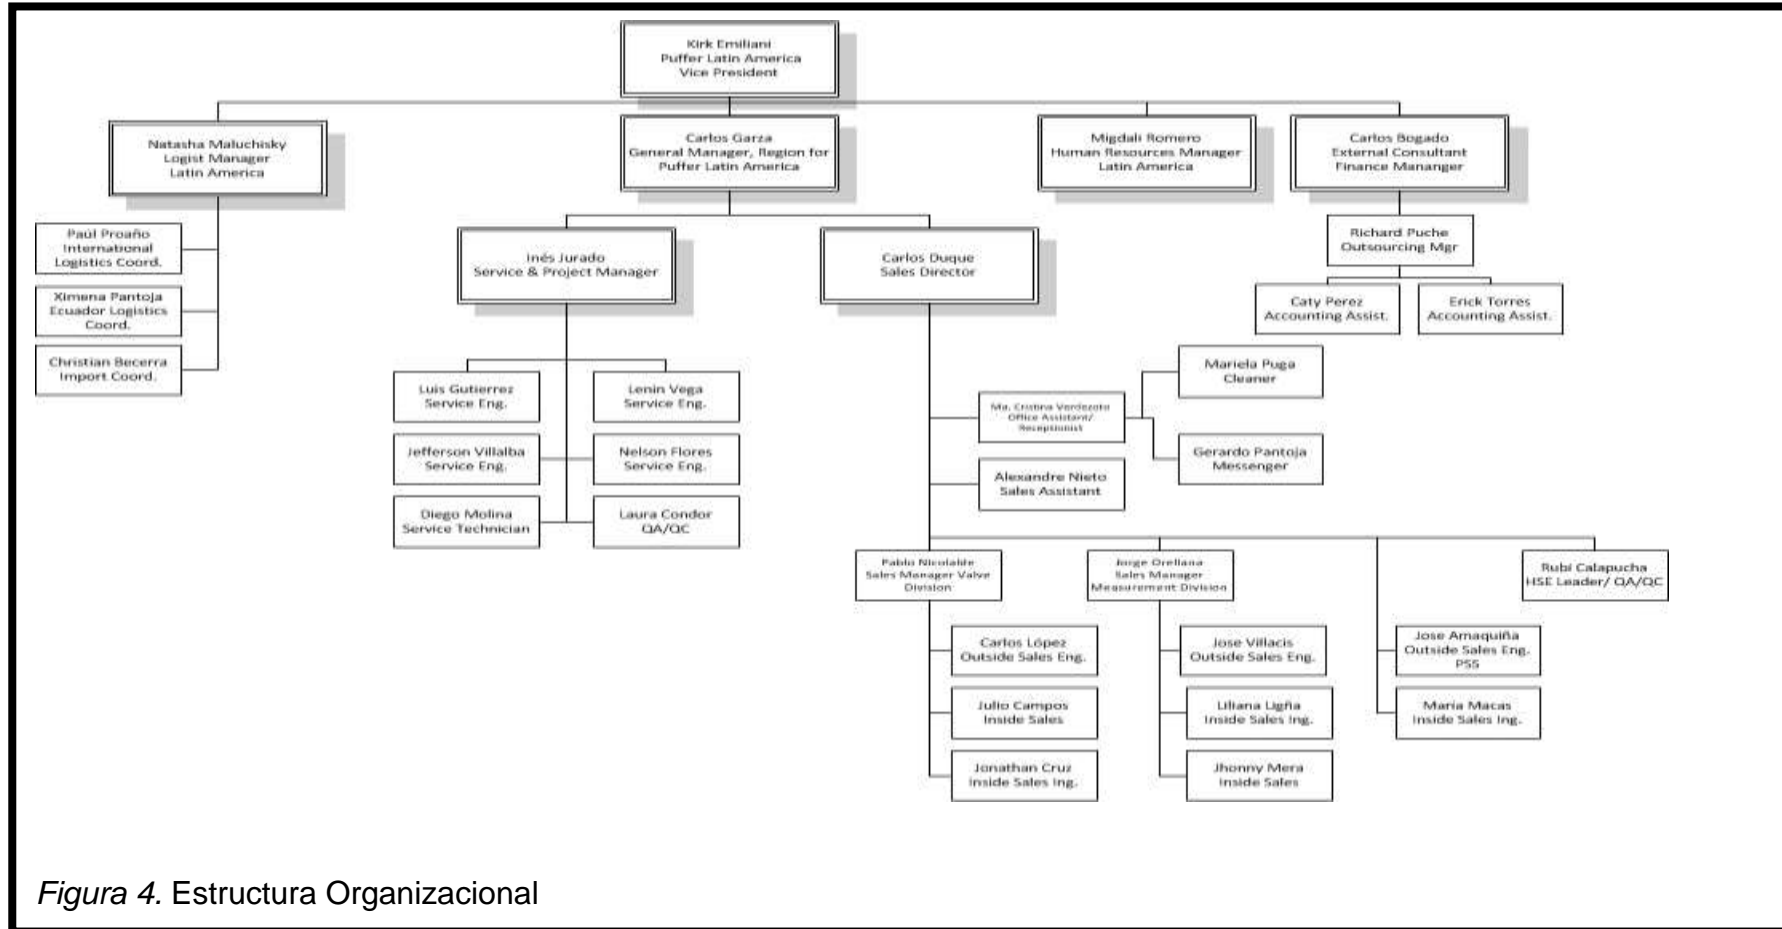 Kirk Emiliani
Puffer Latin America
Vice President
Natasha Maluchisky
Logist Manager
Latin America
Carlos Garza
General Manager, Region for
Puffer Latin America
Migdali Romero
Human Resources Manager
Latin America
Carlos Bogado
External Consultant
Finance Mananger
Paúl Proaño
International
Logistics Coord.
Ximena Pantoja
Ecuador Logistics
Coord.
Christian Becerra
Import Coord.
Inés Jurado
Service & Project Manager
Carlos Duque
Sales Director
Richard Puche
Outsourcing Mgr
Caty Perez
Accounting Assist.
Erick Torres
Accounting Assist.
Luis Gutierrez
Service Eng.
Lenin Vega
Service Eng.
Jefferson Villalba
Service Eng.
Nelson Flores
Service Eng.
Diego Molina
Service Technician
Laura Condor
QA/QC
Ma. Cristina Verdezoto
Office Assistant/
Receptionist
Mariela Puga
Cleaner
Gerardo Pantoja
Messenger
Alexandre Nieto
Sales Assistant
Pablo Nicolalde
Sales Manager Valve
Division
Jorge Orellana
Sales Manager
Measurement Division
Rubí Calapucha
HSE Leader/ QA/QC
Carlos López
Outside Sales Eng.
Julio Campos
Inside Sales
Jonathan Cruz
Inside Sales Ing.
Jose Villacis
Outside Sales Eng.
Liliana Ligña
Inside Sales Ing.
Jhonny Mera
Inside Sales
Jose Amaquiña
Outside Sales Eng.
PSS
Maria Macas
Inside Sales Ing.
Figura 4. Estructura Organizacional